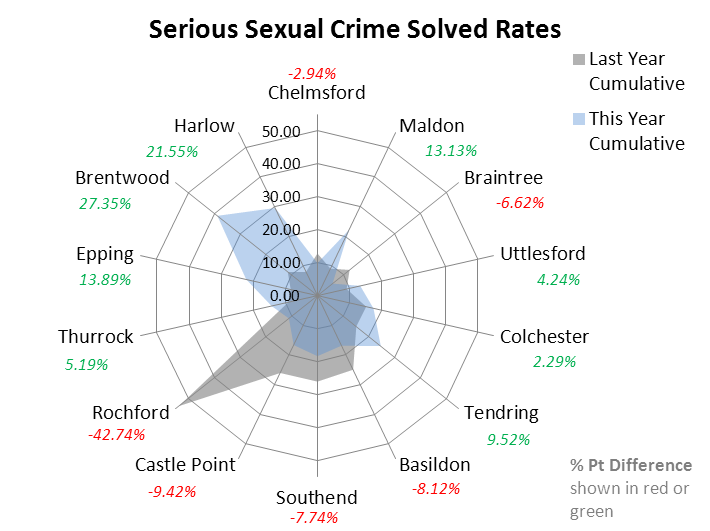 Serious Sexual Crime Solved Rates
Last Year
Cumulative
This Year
Cumulative
-2.94%
Chelmsford
Maldon
13.13%
Braintree
-6.62%
Uttlesford
4.24%
Colchester
2.29%
Tendring
9.52%
Basildon
-8.12%
Southend
-7.74%
Castle Point
-9.42%
Rochford
-42.74%
Thurrock
5.19%
Epping
13.89%
Brentwood
27.35%
Harlow
21.55%
50.00
40.00
30.00
20.00
10.00
0.00
% Pt Difference
shown in red or
green